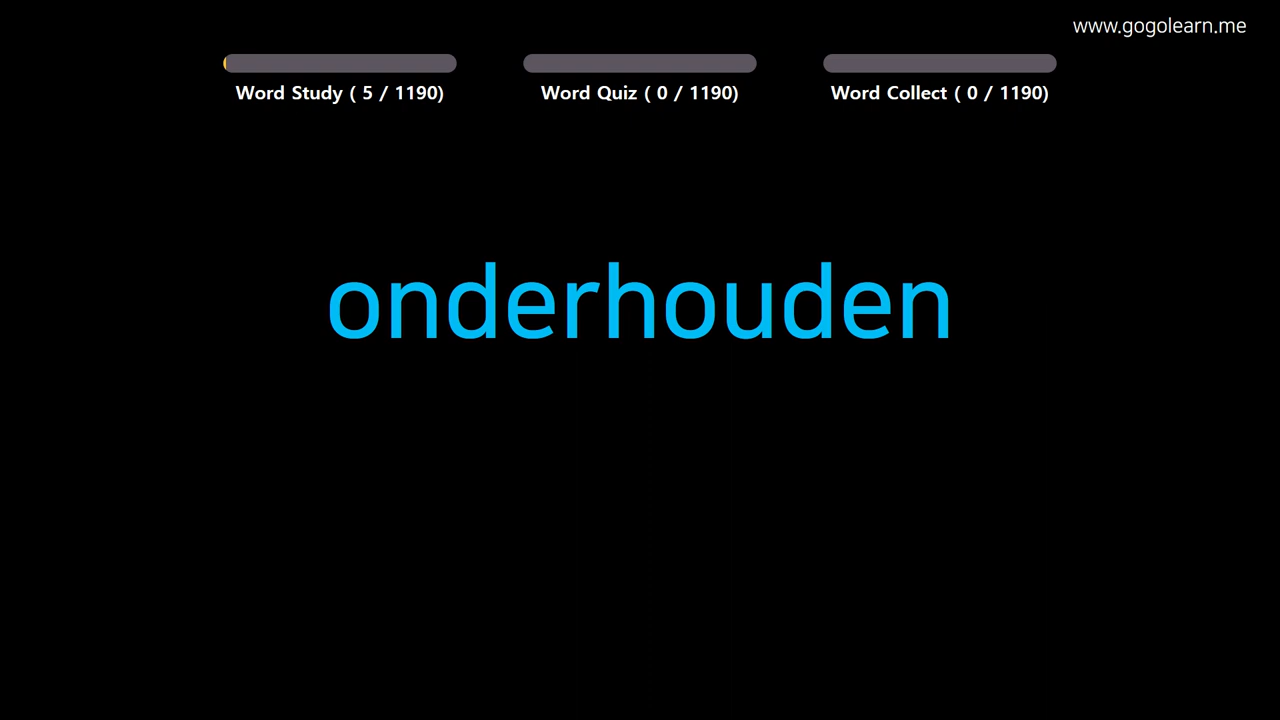 www.gogolearn.me
Word Study ( 5 / 1190)
Word Quiz ( 0 / 1190)
Word Collect ( 0 / 1190)
onderhouden